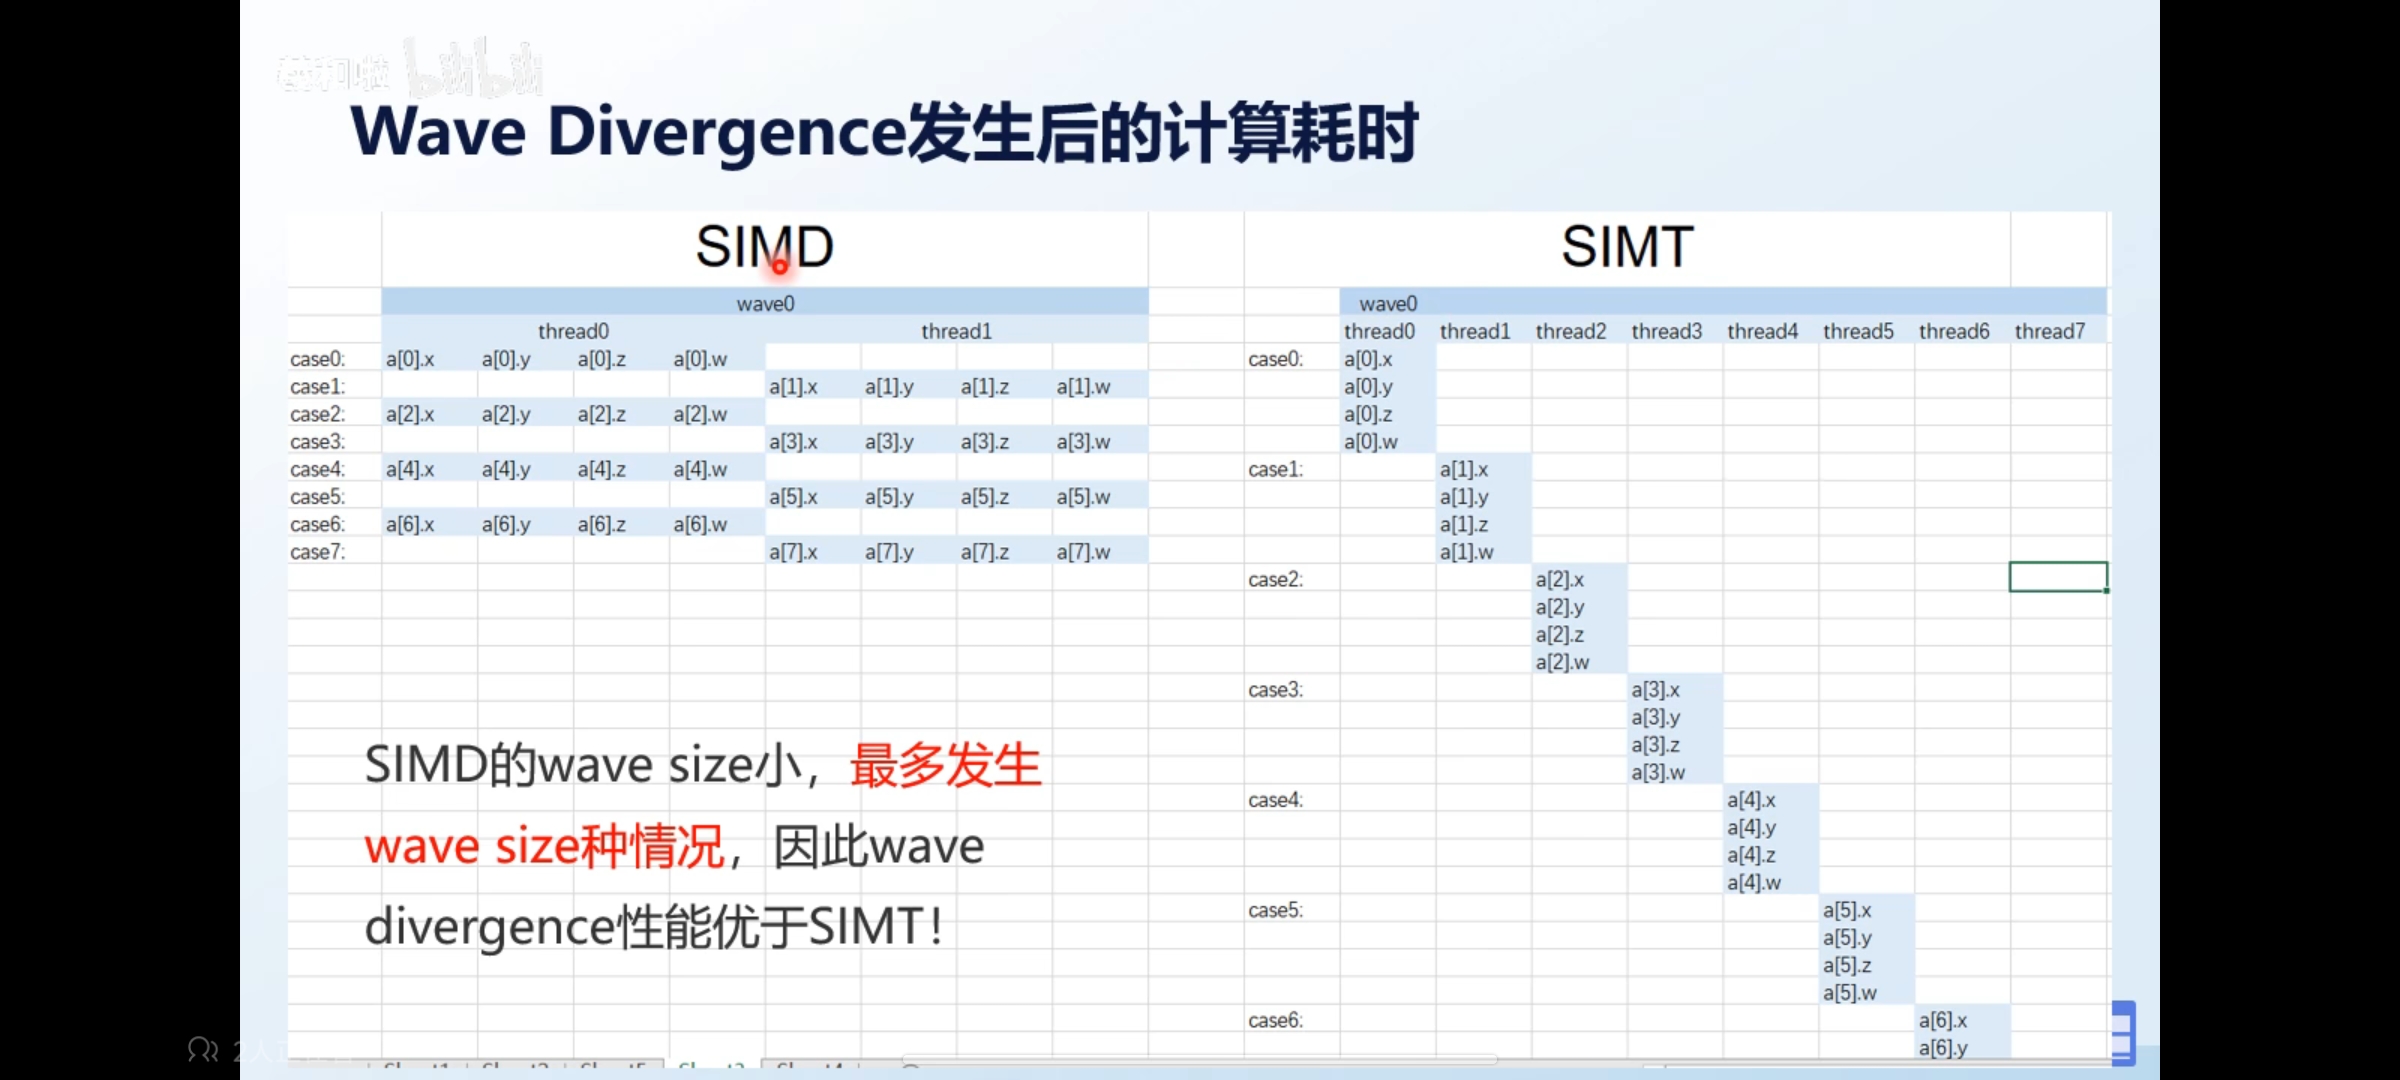 bilibili
Wave Divergence发生后的计算耗时
SIMD
wave0
thread0 thread1
case0: a[0].x a[0].y a[0].z a[0].w
case1: a[1].x a[1].y a[1].z a[1].w
case2: a[2].x a[2].y a[2].z a[2].w
case3: a[3].x a[3].y a[3].z a[3].w
case4: a[4].x a[4].y a[4].z a[4].w
case5: a[5].x a[5].y a[5].z a[5].w
case6: a[6].x a[6].y a[6].z a[6].w
case7: a[7].x a[7].y a[7].z a[7].w
SIMD的wave size小，最多发生
wave size种情况，因此wave
divergence性能优于SIMT！
SIMT
wave0
thread0 thread1 thread2 thread3 thread4 thread5 thread6 thread7
case0: a[0].x
a[0].y
a[0].z
a[0].w
case1: a[1].x
a[1].y
a[1].z
a[1].w
case2: a[2].x
a[2].y
a[2].z
a[2].w
case3: a[3].x
a[3].y
a[3].z
a[3].w
case4: a[4].x
a[4].y
a[4].z
a[4].w
case5: a[5].x
a[5].y
a[5].z
a[5].w
case6: a[6].x
a[6].y